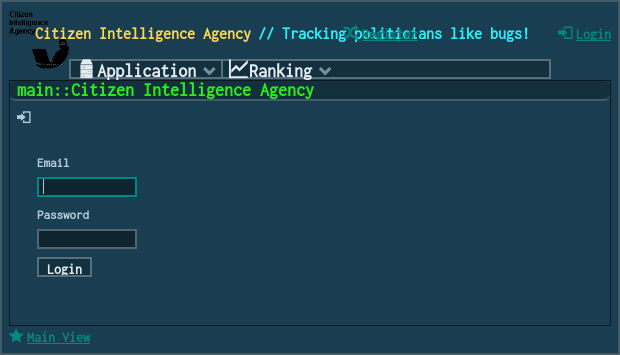 Citizen
Intelligence
Agency
Citizen Intelligence Agency // Tracking politicians like bugs!
Register
Login
Application
Ranking
main::Citizen Intelligence Agency
Email
Password
Login
Main View